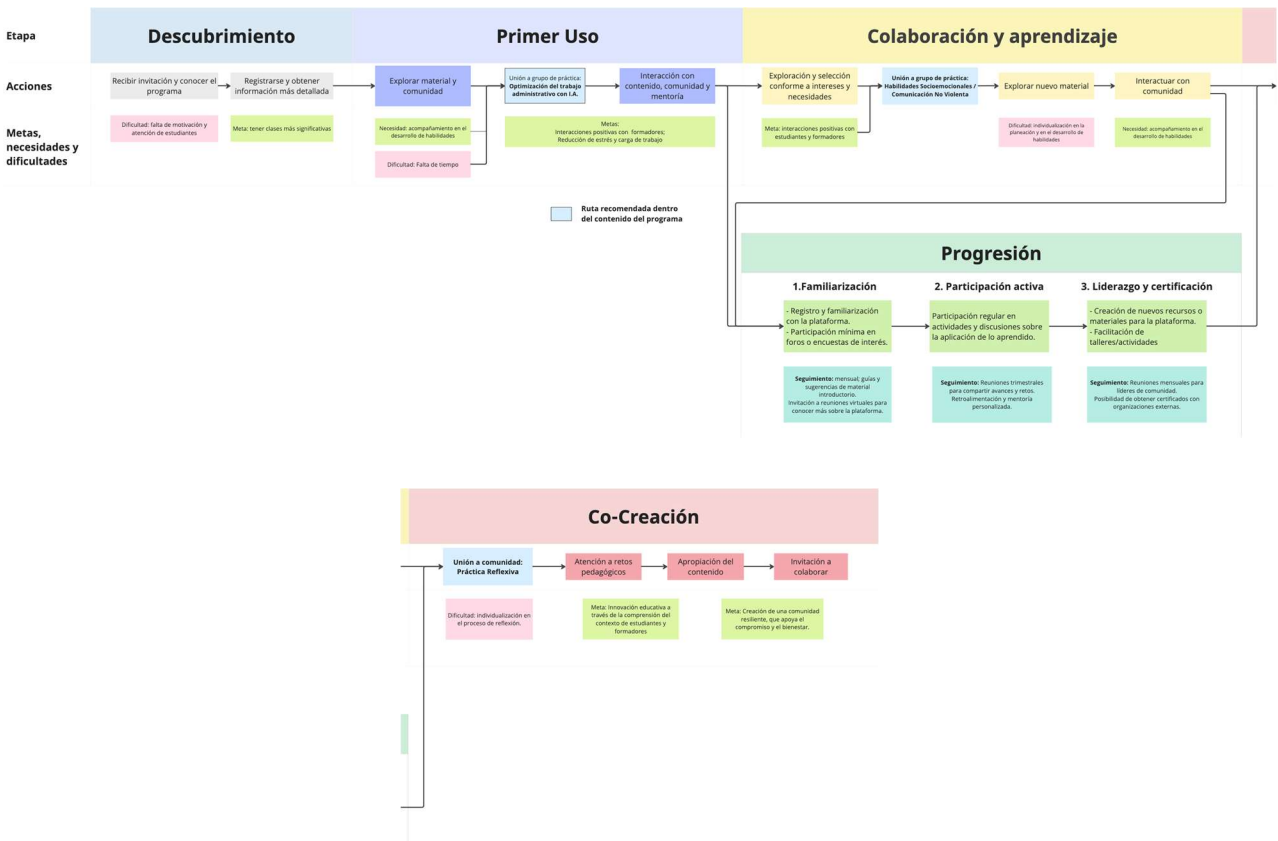 Etapa
Descubrimiento
Primer Uso
Colaboración y aprendizaje
Acciones
Recibir invitación y conocer el
programa
Registrarse y obtener
información más detallada
Explorar material y
comunidad
Unión a grupo de práctica:
Optimización del trabajo
administrativo con I.A.
Interacción con
contenido, comunidad y
mentoría
Exploración y selección
conforme a intereses y
necesidades
Unión a grupo de práctica:
Habilidades Socioemocionales /
Comunicación No Violenta
Explorar nuevo material
Interactuar con
comunidad
Metas,
necesidades y
dificultades
Dificultad: falta de motivación y
atención de estudiantes
Meta: tener clases más significativas
Necesidad: acompañamiento en el
desarrollo de habilidades
Dificultad: Falta de tiempo
Metas:
Interacciones positivas con formadores;
Reducción de estrés y carga de trabajo
Meta: interacciones positivas con
estudiantes y formadores
Dificultad: individualización en la
planeación y en el desarrollo de
habilidades
Necesidad: acompañamiento en el
desarrollo de habilidades
Ruta recomendada dentro
del contenido del programa
Progresión
1.Familiarización
2. Participación activa
3. Liderazgo y certificación
- Registro y familiarización
con la plataforma.
- Participación mínima en
foros o encuestas de interés.
Participación regular en
actividades y discusiones sobre
la aplicación de lo aprendido.
- Creación de nuevos recursos o
materiales para la plataforma.
- Facilitación de
talleres/actividades
Seguimiento: mensual; guías y
sugerencias de material
introductorio.
Invitación a reuniones virtuales para
conocer más sobre la plataforma.
Seguimiento: Reuniones trimestrales
para compartir avances y retos.
Retroalimentación y mentoría
personalizada.
Seguimiento: Reuniones mensuales para
líderes de comunidad.
Posibilidad de obtener certificados con
organizaciones externas.
Co-Creación
Unión a comunidad:
Práctica Reflexiva
Atención a retos
pedagógicos
Apropiación del
contenido
Invitación a
colaborar
Dificultad: individualización en
el proceso de reflexión.
Meta: Innovación educativa a
través de la comprensión del
contexto de estudiantes y
formadores
Meta: Creación de una comunidad
resiliente, que apoya el
compromiso y el bienestar.